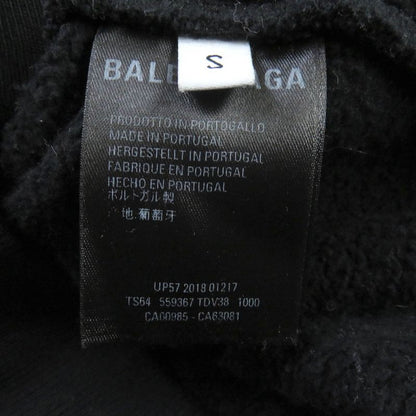 S
BALENCIAGA
PRODOTTO IN PORTOGALLO
MADE IN PORTUGAL
HERGESTELLT IN PORTUGAL
FABRIQUE EN PORTUGAL
HECHO EN PORTUGAL
ポルトガル製
地:葡萄牙
UP57 2018 01217
TS64 559367 TDV38 1000
CA00985 - CA63081